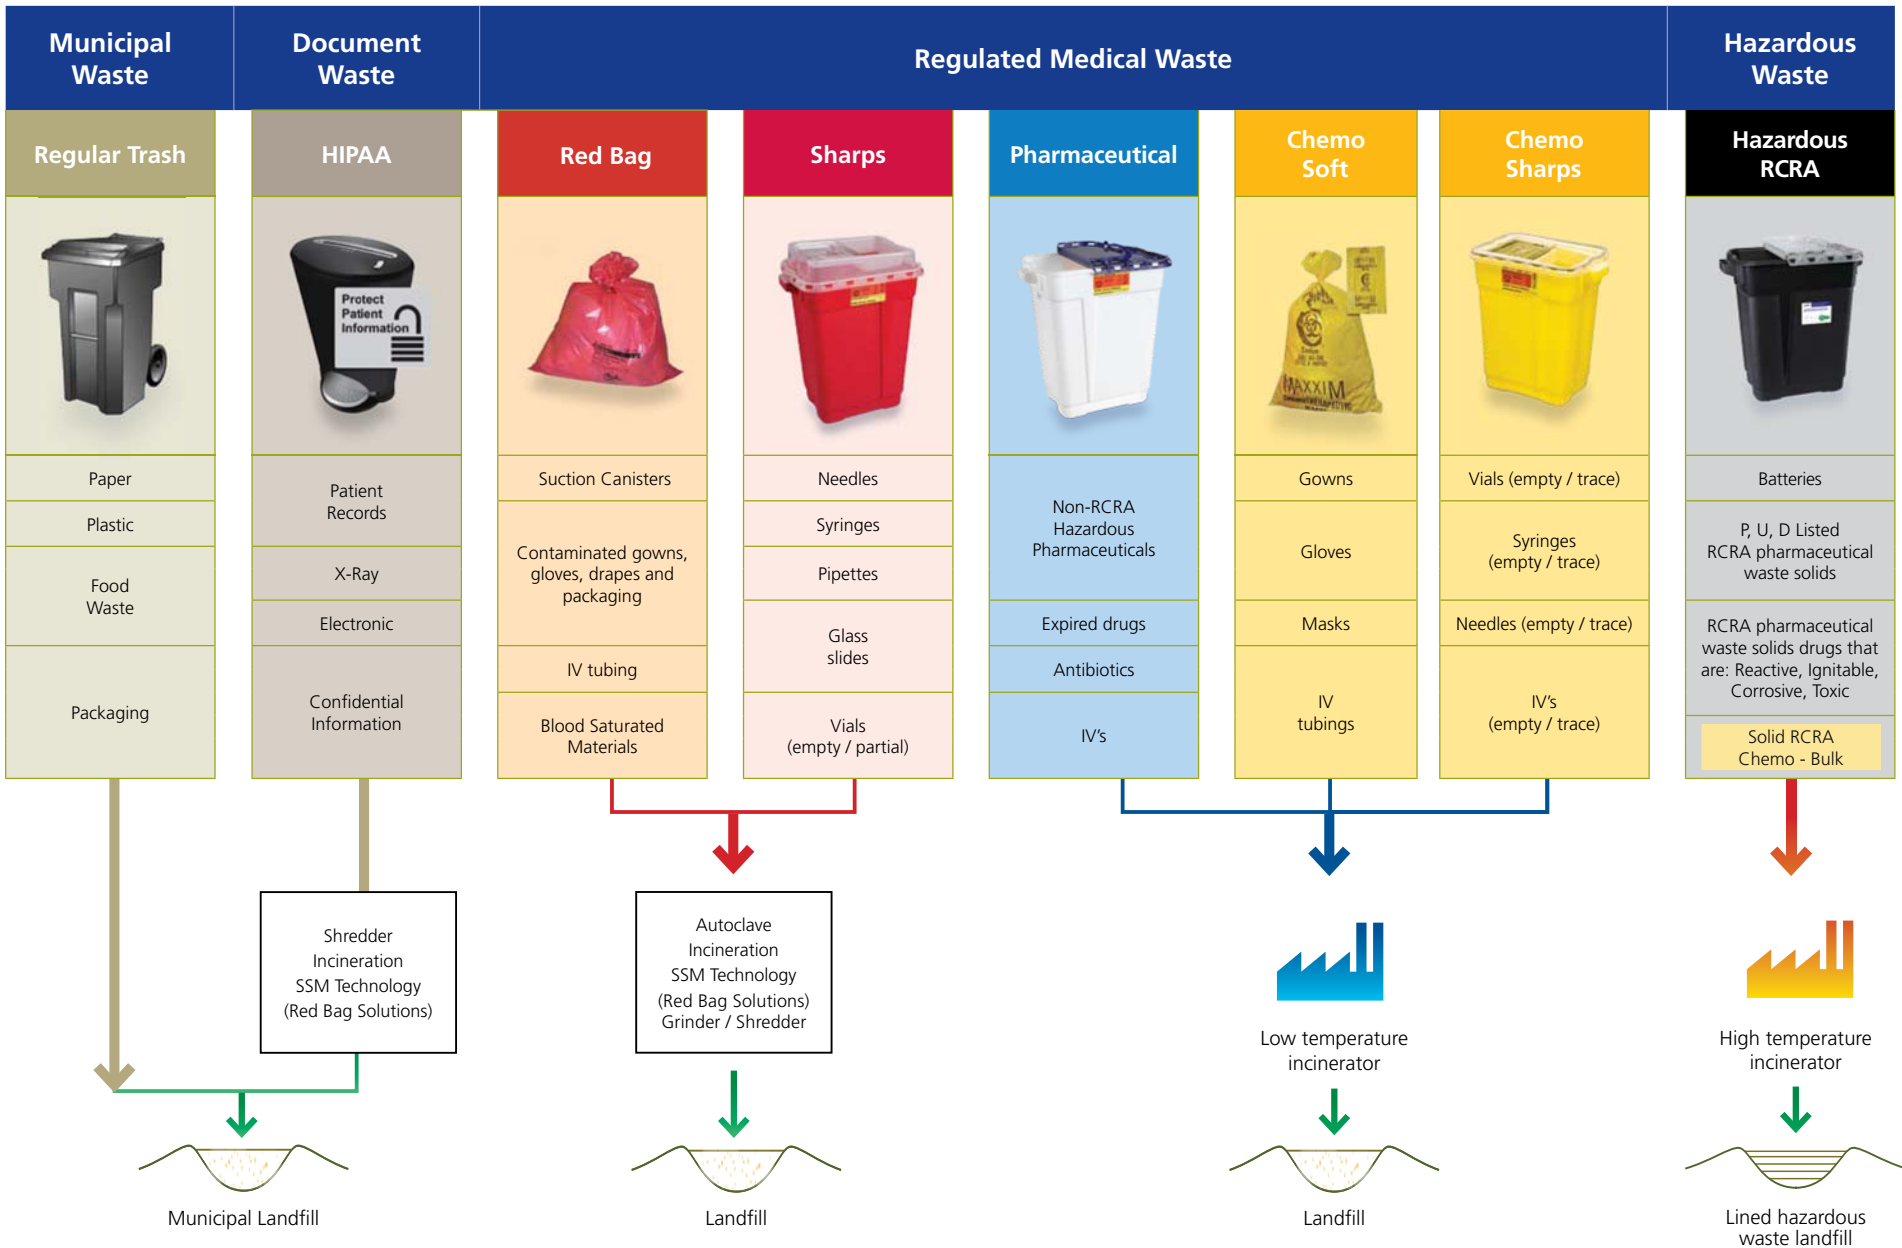 Municipal
Waste
Document
Waste
Regulated Medical Waste
Hazardous
Waste
Regular Trash
HIPAA
Red Bag
Sharps
Pharmaceutical
Chemo
Soft
Chemo
Sharps
Hazardous
RCRA
Protect
Patient
Information
MAXXIM
Paper
Plastic
Food
Waste
Packaging
Patient
Records
X-Ray
Electronic
Confidential
Information
Suction Canisters
Contaminated gowns,
gloves, drapes and
packaging
IV tubing
Blood Saturated
Materials
Needles
Syringes
Pipettes
Glass
slides
Vials
(empty / partial)
Non-RCRA
Hazardous
Pharmaceuticals
Expired drugs
Antibiotics
IV's
Gowns
Gloves
Masks
IV
tubings
Vials (empty / trace)
Syringes
(empty / trace)
Needles (empty / trace)
IV's
(empty / trace)
Batteries
P, U, D Listed
RCRA pharmaceutical
waste solids
RCRA pharmaceutical
waste solids drugs that
are: Reactive, Ignitable,
Corrosive, Toxic
Solid RCRA
Chemo - Bulk
Shredder
Incineration
SSM Technology
(Red Bag Solutions)
Autoclave
Incineration
SSM Technology
(Red Bag Solutions)
Grinder / Shredder
Low temperature
incinerator
High temperature
incinerator
Municipal Landfill
Landfill
Landfill
Lined hazardous
waste landfill